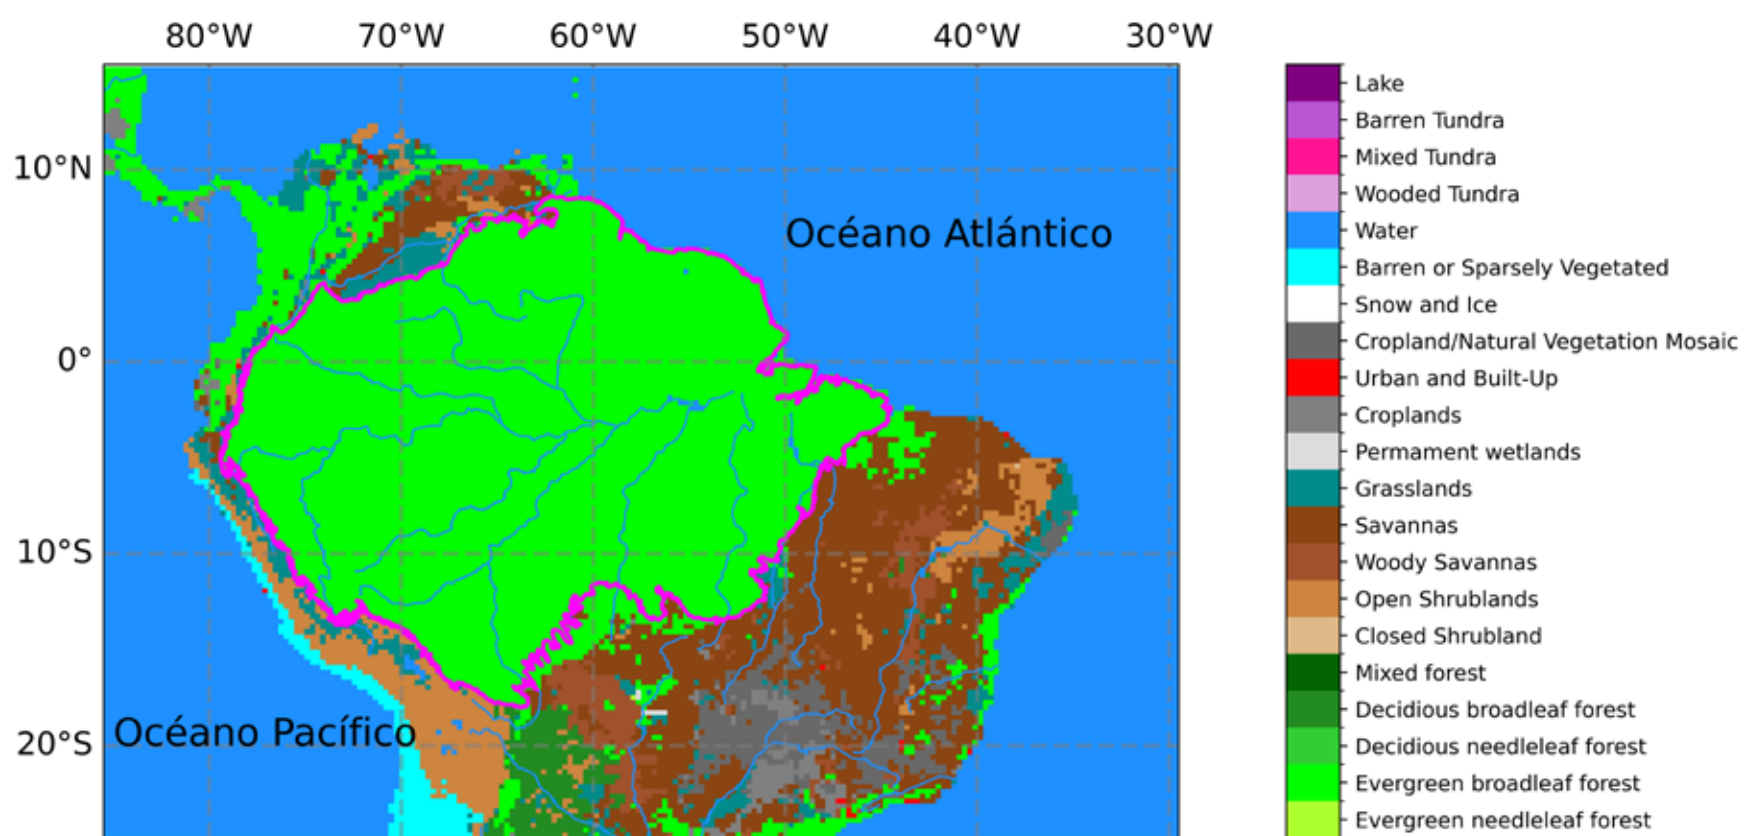 80°W 70°W 60°W 50°W 40°W 30°W
10°N
0°
10°S
20°S
Océano Atlántico
Océano Pacífico
Lake
Barren Tundra
Mixed Tundra
Wooded Tundra
Water
Barren or Sparsely Vegetated
Snow and Ice
Cropland/Natural Vegetation Mosaic
Urban and Built-Up
Croplands
Permament wetlands
Grasslands
Savannas
Woody Savannas
Open Shrublands
Closed Shrubland
Mixed forest
Decidious broadleaf forest
Decidious needleleaf forest
Evergreen broadleaf forest
Evergreen needleleaf forest